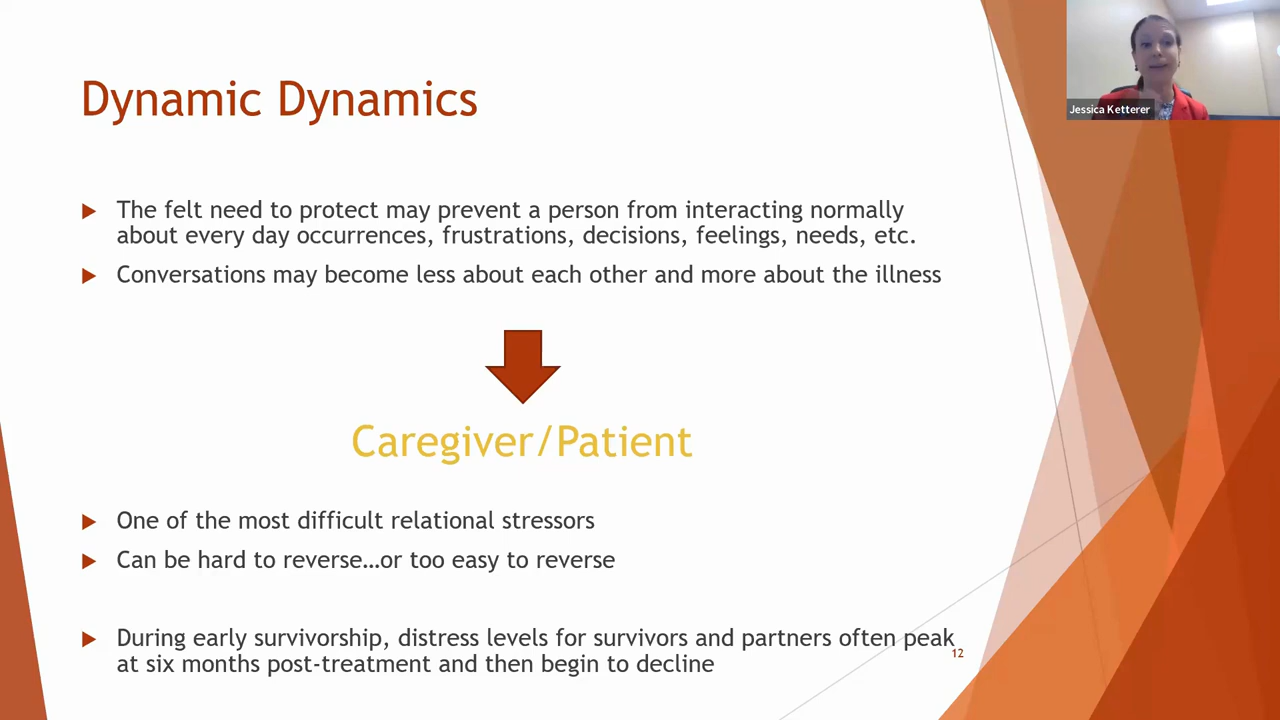 Jessica Ketterer
Dynamic Dynamics
The felt need to protect may prevent a person from interacting normally
about every day occurrences, frustrations, decisions, feelings, needs, etc.
Conversations may become less about each other and more about the illness
Caregiver/Patient
One of the most difficult relational stressors
Can be hard to reverse…or too easy to reverse
During early survivorship, distress levels for survivors and partners often peak
at six months post-treatment and then begin to decline
12